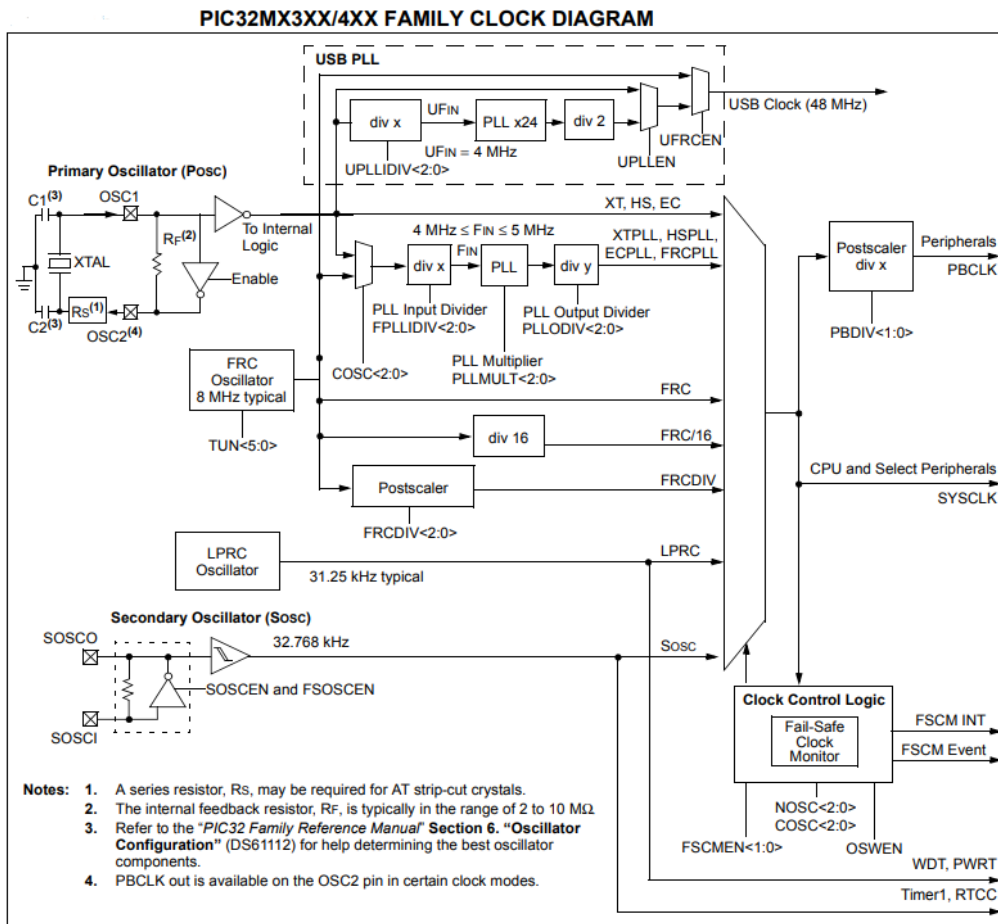 PIC32MX3XX/4XX FAMILY CLOCK DIAGRAM
USB PLL
div x
UFIN
PLL x24
div 2
USB Clock (48 MHz)
UFIN = 4 MHz
UFRCEN
UPLLEN
UPLLIDIV<2:0>
Primary Oscillator (POSC)
C1(3)
OSC1
XT, HS, EC
To Internal
Logic
RF(2)
XTAL
Enable
RS(1)
C2(3)
OSC2(4)
4 MHz ≤ FIN ≤ 5 MHz
FIN
div x
PLL
div y
XTPLL, HSPLL,
ECPLL, FRCPLL
PLL Input Divider
FPLLIDIV<2:0>
PLL Output Divider
PLLODIV<2:0>
PLL Multiplier
PLLMULT<2:0>
COSC<2:0>
Postscaler
div x
Peripherals
PBCLK
PBDIV<1:0>
FRC
Oscillator
8 MHz typical
TUN<5:0>
FRC
div 16
FRC/16
Postscaler
FRCDIV
FRCDIV<2:0>
CPU and Select Peripherals
SYSCLK
LPRC
Oscillator
31.25 kHz typical
LPRC
Secondary Oscillator (SOSC)
SOSCO
32.768 kHz
SOSC
SOSCEN and FSOSCEN
SOSCI
Clock Control Logic
Fail-Safe
Clock
Monitor
FSCM INT
FSCM Event
NOSC<2:0>
COSC<2:0>
FSCMEN<1:0>
OSWEN
WDT, PWRT
Timer1, RTCC
Notes: 1. A series resistor, RS, may be required for AT strip-cut crystals.
2. The internal feedback resistor, RF, is typically in the range of 2 to 10 MΩ
3. Refer to the “PIC32 Family Reference Manual” Section 6. “Oscillator
Configuration” (DS61112) for help determining the best oscillator
components.
4. PBCLK out is available on the OSC2 pin in certain clock modes.